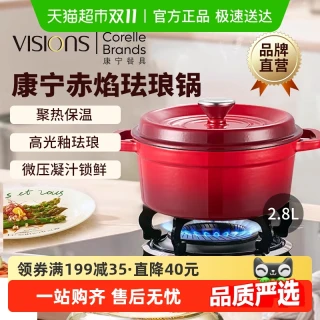 天猫超市双11 官方立减 极速送达
VISIONS
Corelle
Brands
康宁餐具
品牌
直营
康宁赤焰珐琅锅
聚热保温
高光釉珐琅
微压凝汁锁鲜
2.8L
领券满199减35·直降40元
一站购齐 售后无忧
品质严选